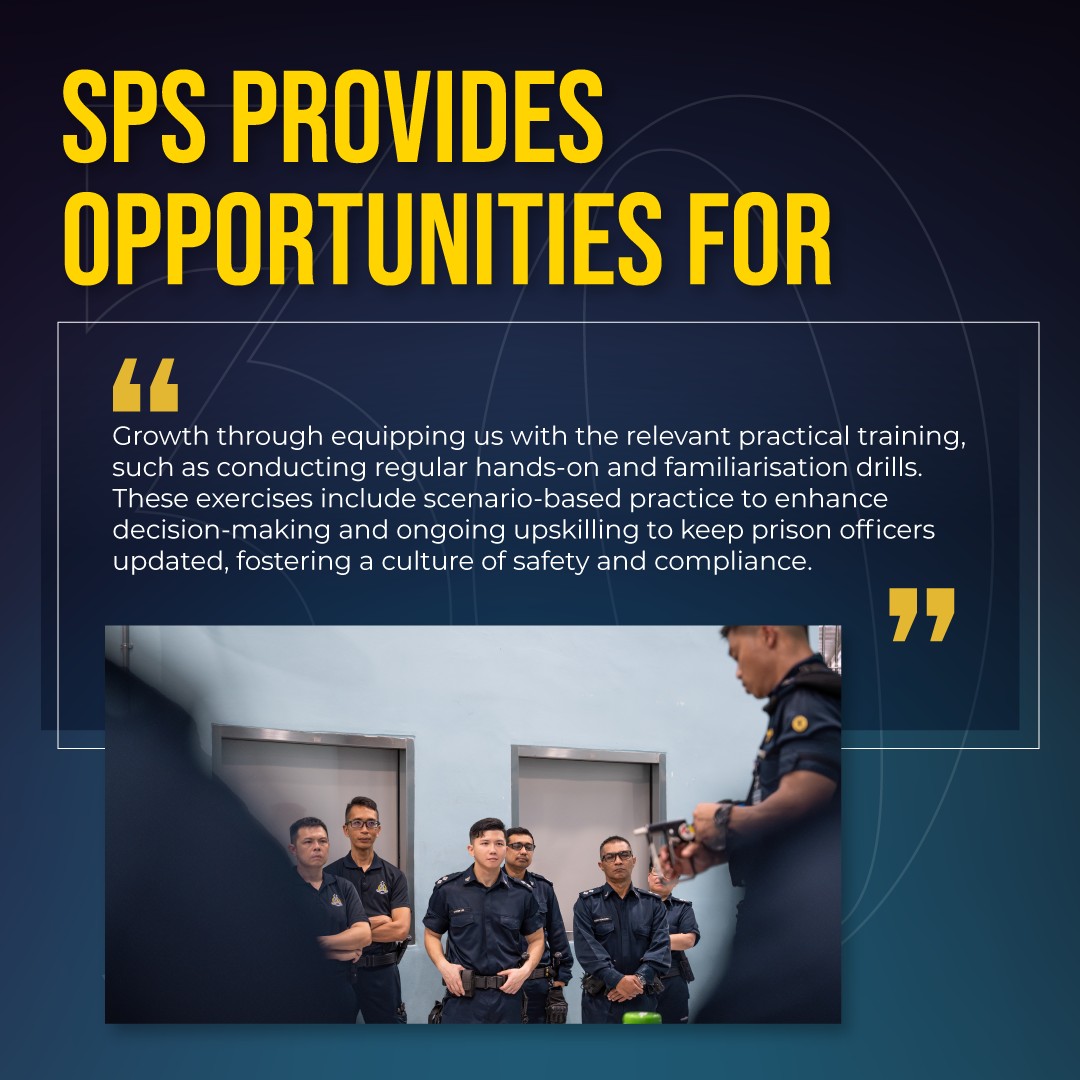 SPS PROVIDES
OPPORTUNITIES FOR
“
Growth through equipping us with the relevant practical training,
such as conducting regular hands-on and familiarisation drills.
These exercises include scenario-based practice to enhance
decision-making and ongoing upskilling to keep prison officers
updated, fostering a culture of safety and compliance.
”